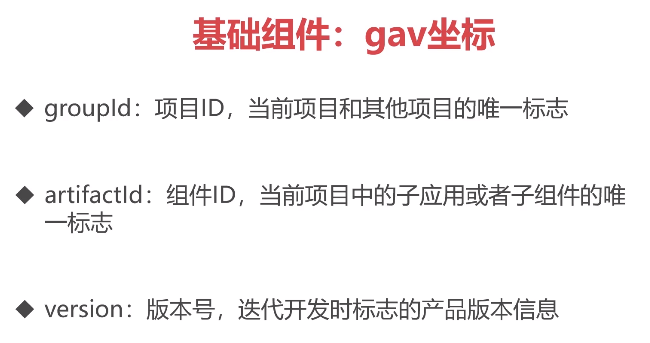 基础组件：gav坐标
◆ groupId：项目ID，当前项目和其他项目的唯一标志
◆ artifactId：组件ID，当前项目中的子应用或者子组件的唯
一标志
◆ version：版本号，迭代开发时标志的产品版本信息